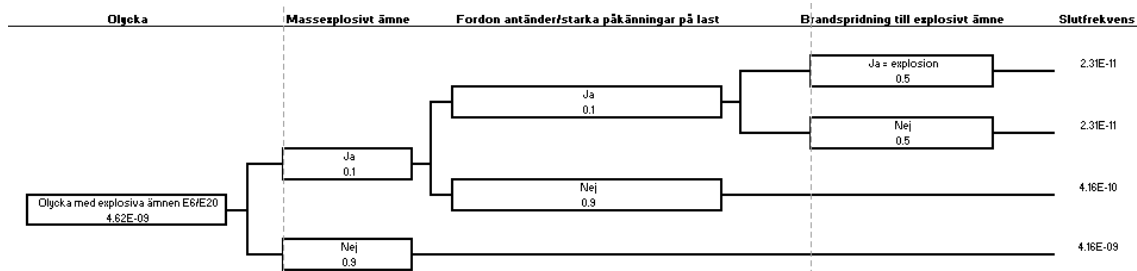 Olycka Massexplosivt ämne Fordon antänder/starka påkänningar på last Brandspridning till explosivt ämne Slutfrekvens
Ja = explosion
0.5
2.31E-11
Ja
0.1
Nej
0.5
2.31E-11
Ja
0.1
Nej
0.9
4.16E-10
Olycka med explosiva ämnen E6/E20
4.62E-09
Nej
0.9
4.16E-09